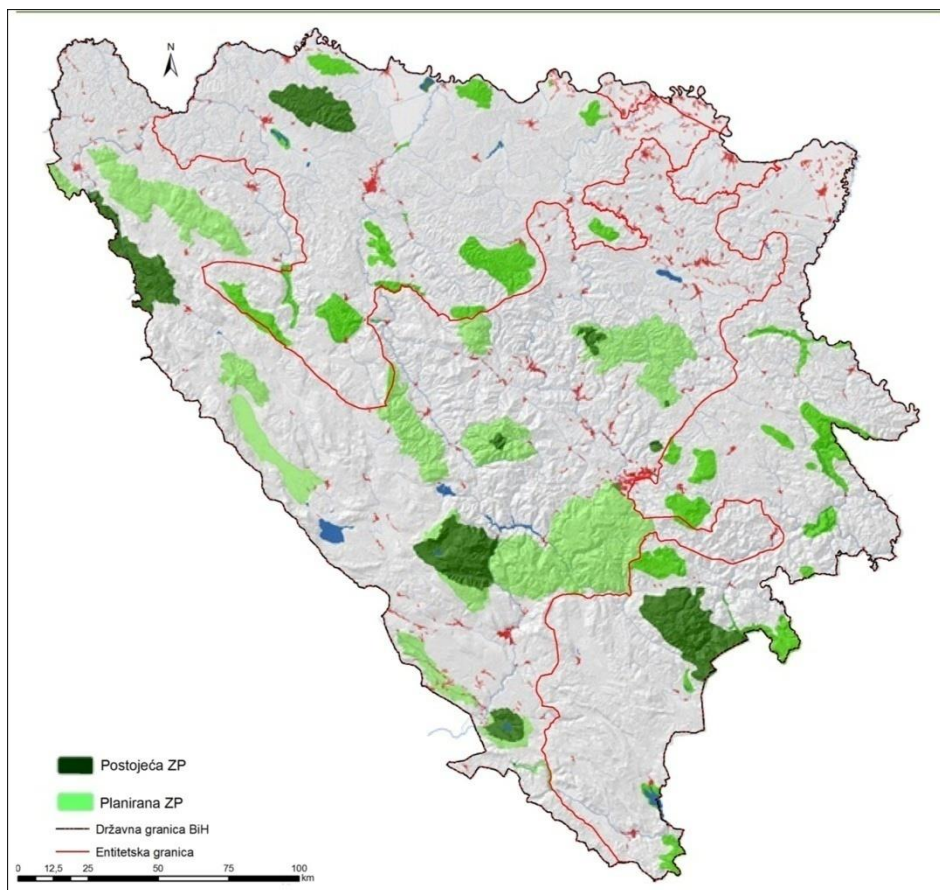 N
Postojeća ZP
Planirana ZP
Državna granica BiH
Entitetska granica
0 12,5 25 50 75 100
km